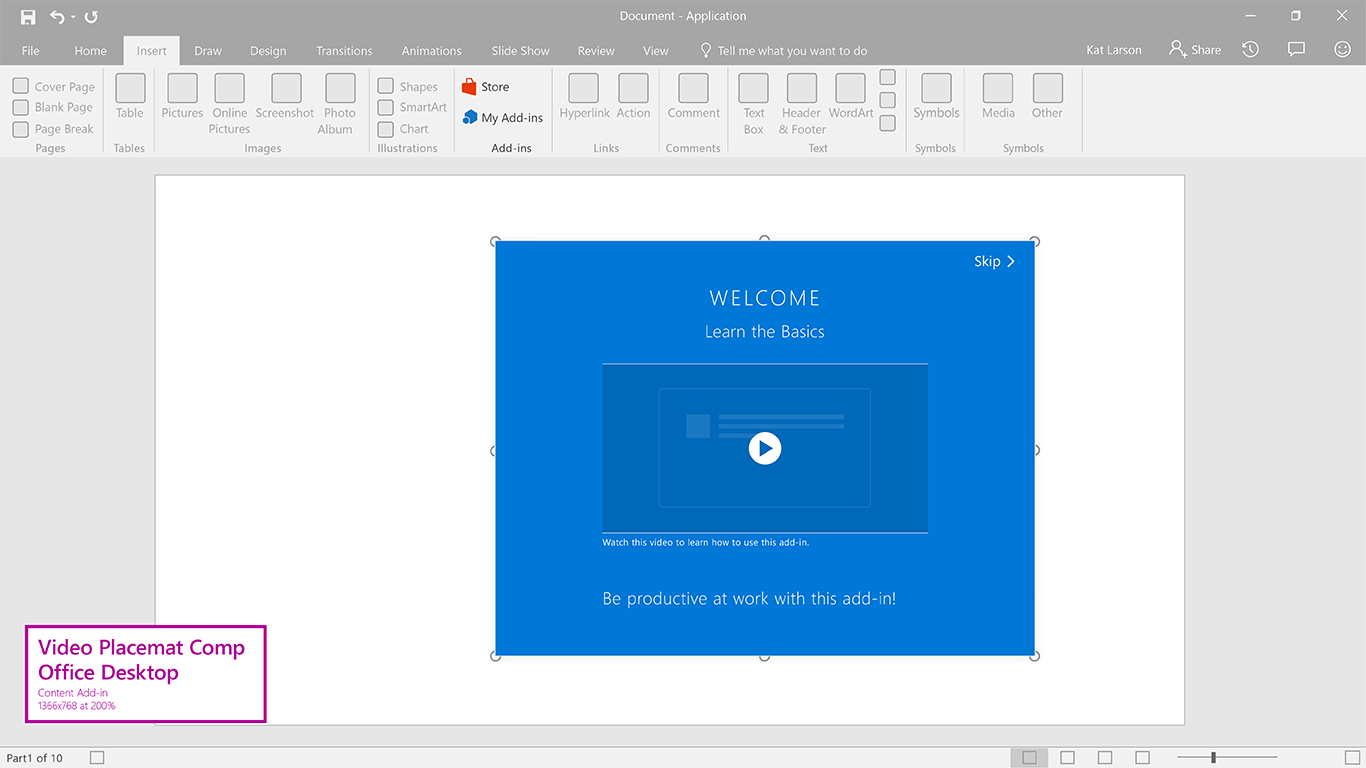 Document - Application
File Home Insert Draw Design Transitions Animations Slide Show Review View Tell me what you want to do Kat Larson Share
Cover Page
Blank Page
Page Break
Pages
Table
Tables
Pictures
Online
Pictures
Screenshot
Photo
Album
Images
Shapes
SmartArt
Chart
Illustrations
Store
My Add-ins
Add-ins
Hyperlink
Action
Links
Comment
Comments
Text
Box
Header
& Footer
WordArt
Text
Symbols
Symbols
Media
Other
Symbols
Skip
WELCOME
Learn the Basics
Watch this video to learn how to use this add-in.
Be productive at work with this add-in!
Video Placemat Comp
Office Desktop
Content Add-in
1366x768 at 200%
Part1 of 10